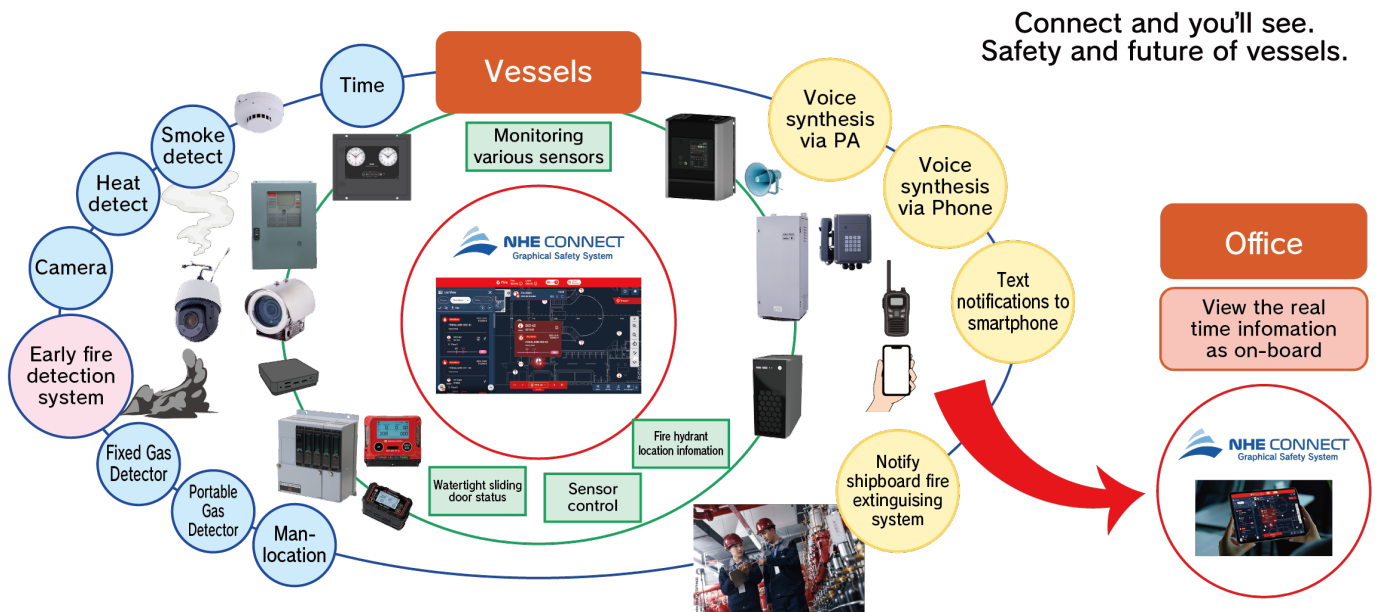 Connect and you'll see.
Safety and future of vessels.
Vessels
Time
Smoke
detect
Heat
detect
Camera
Early fire
detection
system
Fixed Gas
Detector
Portable
Gas
Detector
Man-
location
Monitoring
various sensors
NHE CONNECT
Graphical Safety System
Watertight sliding
door status
Sensor
control
Fire hydrant
location infomation
Voice
synthesis
via PA
Voice
synthesis
via Phone
Text
notifications to
smartphone
Notify
shipboard fire
extinguising
system
Office
View the real
time infomation
as on-board
NHE CONNECT
Graphical Safety System